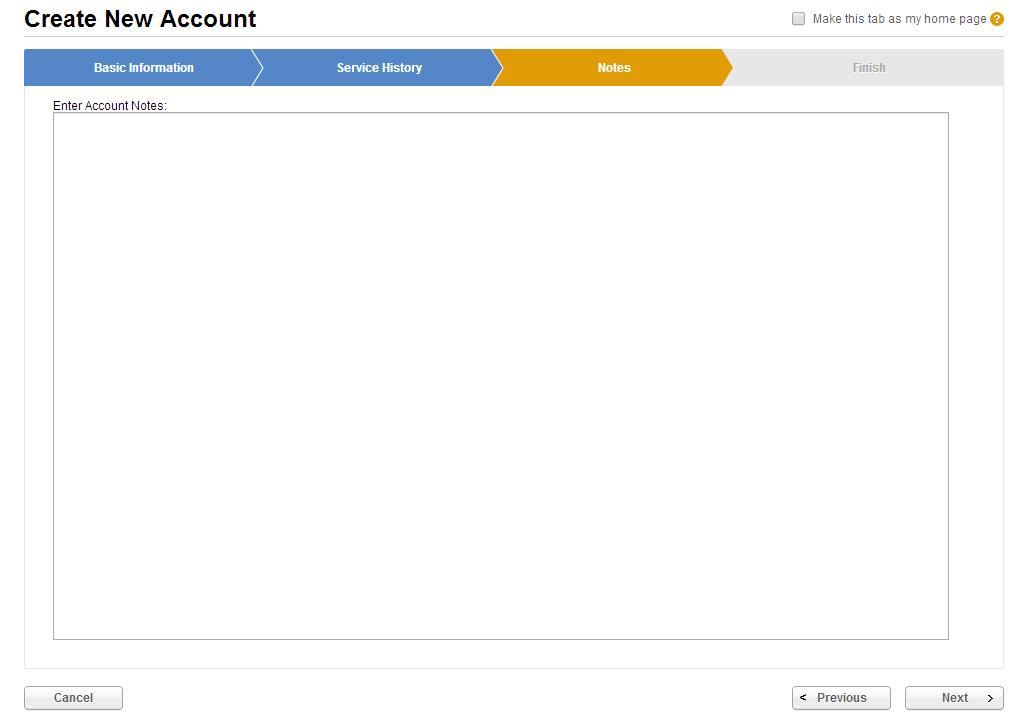 Create New Account
Make this tab as my home page ?
Basic Information Service History Notes Finish
Enter Account Notes:
Cancel < Previous Next >